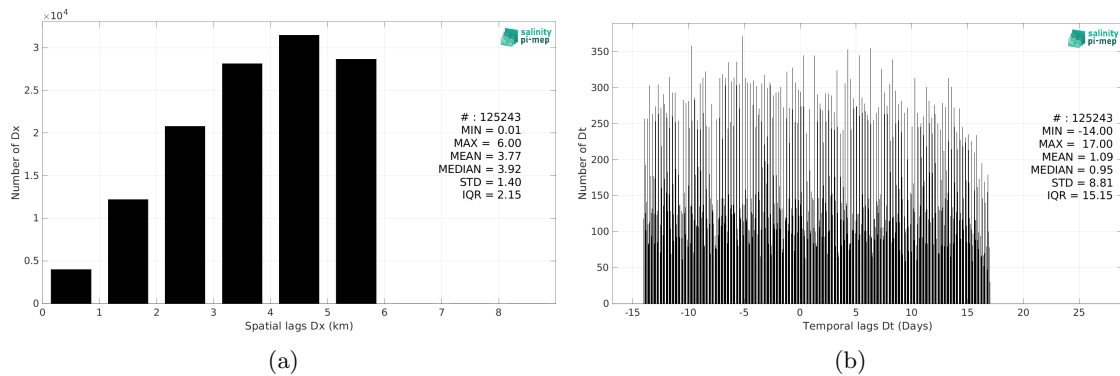 ×10^4
3
2.5
2
1.5
1
0.5
0
Number of Dx
0 1 2 3 4 5 6 7 8
Spatial lags Dx (km)
salinity
pi-mep
# : 125243
MIN = 0.01
MAX = 6.00
MEAN = 3.77
MEDIAN = 3.92
STD = 1.40
IQR = 2.15
(a)
350
300
250
200
150
100
50
0
Number of Dt
-15 -10 -5 0 5 10 15 20 25
Temporal lags Dt (Days)
salinity
pi-mep
# : 125243
MIN = -14.00
MAX = 17.00
MEAN = 1.09
MEDIAN = 0.95
STD = 8.81
IQR = 15.15
(b)